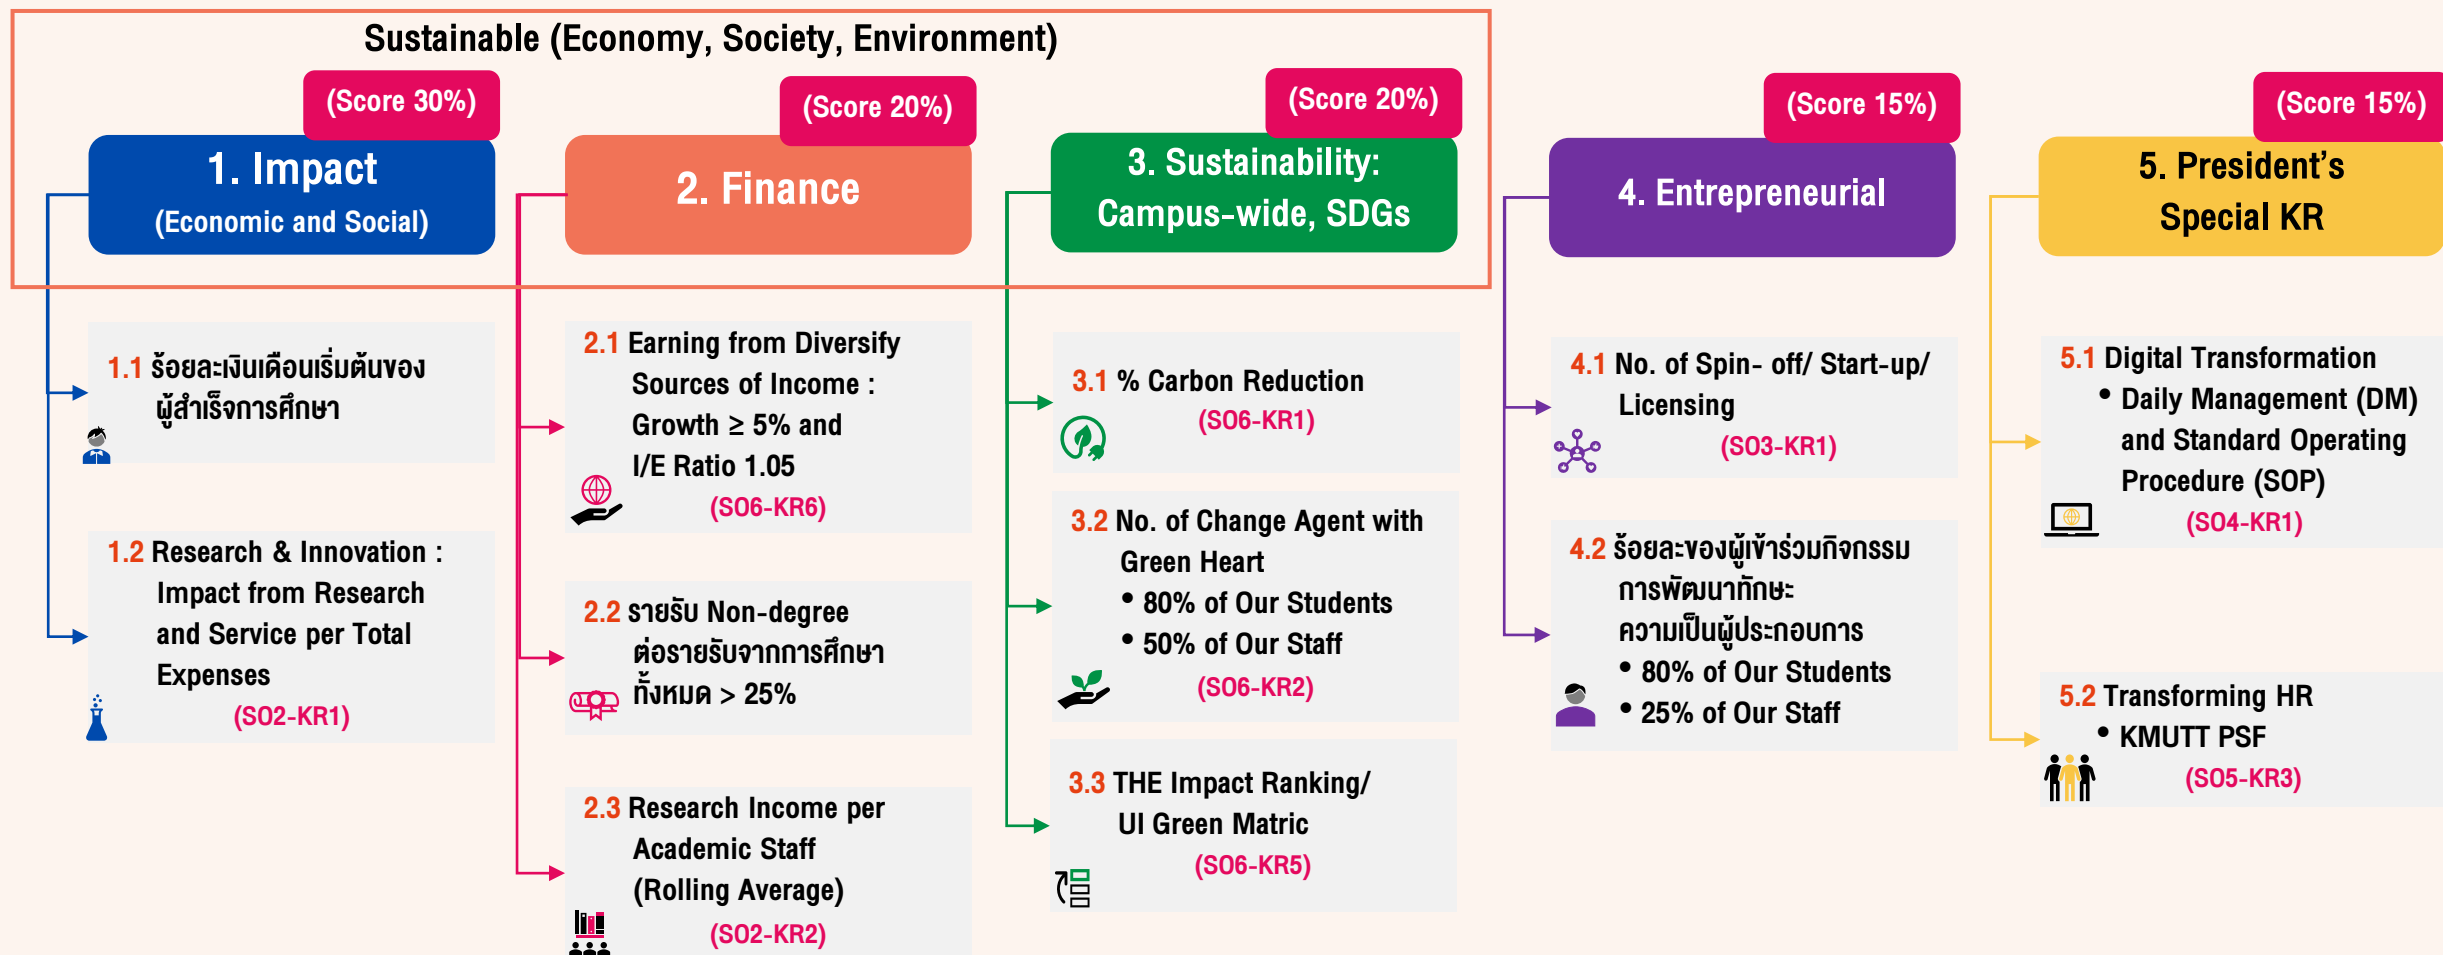 Sustainable (Economy, Society, Environment)
(Score 30%)
1. Impact
(Economic and Social)
1.1 ร้อยละเงินเดือนเริ่มต้นของ
ผู้สำเร็จการศึกษา
1.2 Research & Innovation :
Impact from Research
and Service per Total
Expenses
(SO2-KR1)
(Score 20%)
2. Finance
2.1 Earning from Diversify
Sources of Income :
Growth ≥ 5% and
I/E Ratio 1.05
(SO6-KR6)
2.2 รายรับ Non-degree
ต่อรายรับจากการศึกษา
ทั้งหมด > 25%
2.3 Research Income per
Academic Staff
(Rolling Average)
(SO2-KR2)
(Score 20%)
3. Sustainability:
Campus-wide, SDGs
3.1 % Carbon Reduction
(SO6-KR1)
3.2 No. of Change Agent with
Green Heart
• 80% of Our Students
• 50% of Our Staff
(SO6-KR2)
3.3 THE Impact Ranking/
UI Green Matric
(SO6-KR5)
(Score 15%)
4. Entrepreneurial
4.1 No. of Spin- off/ Start-up/
Licensing
(SO3-KR1)
4.2 ร้อยละของผู้เข้าร่วมกิจกรรม
การพัฒนาทักษะ
ความเป็นผู้ประกอบการ
• 80% of Our Students
• 25% of Our Staff
(Score 15%)
5. President's
Special KR
5.1 Digital Transformation
• Daily Management (DM)
and Standard Operating
Procedure (SOP)
(SO4-KR1)
5.2 Transforming HR
• KMUTT PSF
(SO5-KR3)